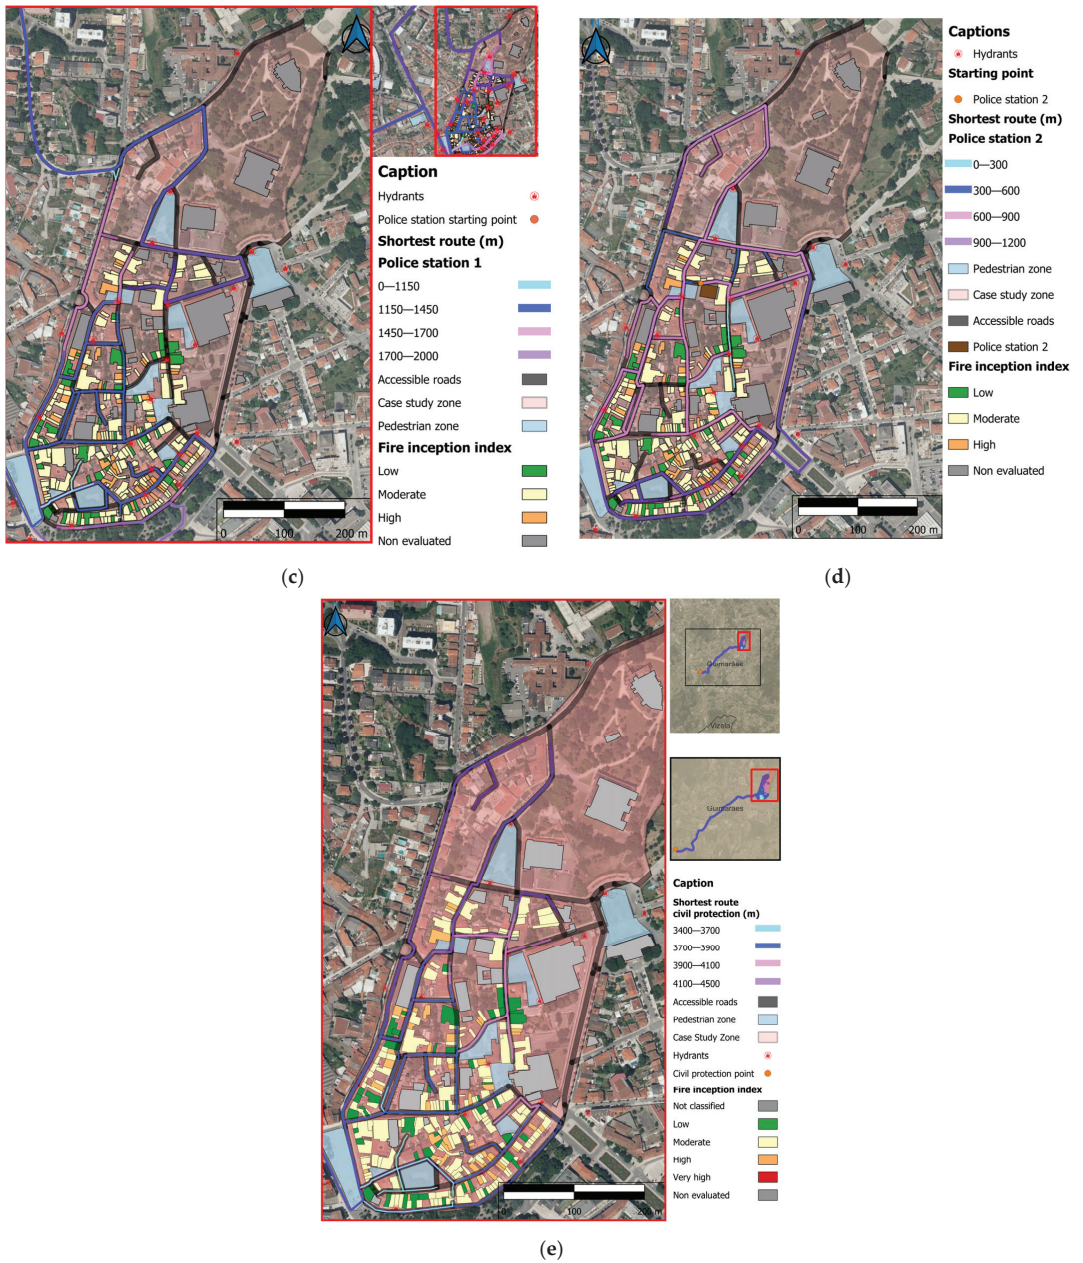 Caption
Hydrants
Police station starting point
Shortest route (m)
Police station 1
0—1150
1150—1450
1450—1700
1700—2000
Accessible roads
Case study zone
Pedestrian zone
Fire inception index
Low
Moderate
High
Non evaluated
0 100 200 m
(c)
Captions
Hydrants
Starting point
Police station 2
Shortest route (m)
Police station 2
0—300
300—600
600—900
900—1200
Pedestrian zone
Case study zone
Accessible roads
Police station 2
Fire inception index
Low
Moderate
High
Non evaluated
0 100 200 m
(d)
Guimarães
Vizela
Guimarães
Caption
Shortest route
civil protection (m)
3400—3700
3700—3900
3900—4100
4100—4500
Accessible roads
Pedestrian zone
Case Study Zone
Hydrants
Civil protection point
Fire inception index
Not classified
Low
Moderate
High
Very high
Non evaluated
0 100 200 m
(e)